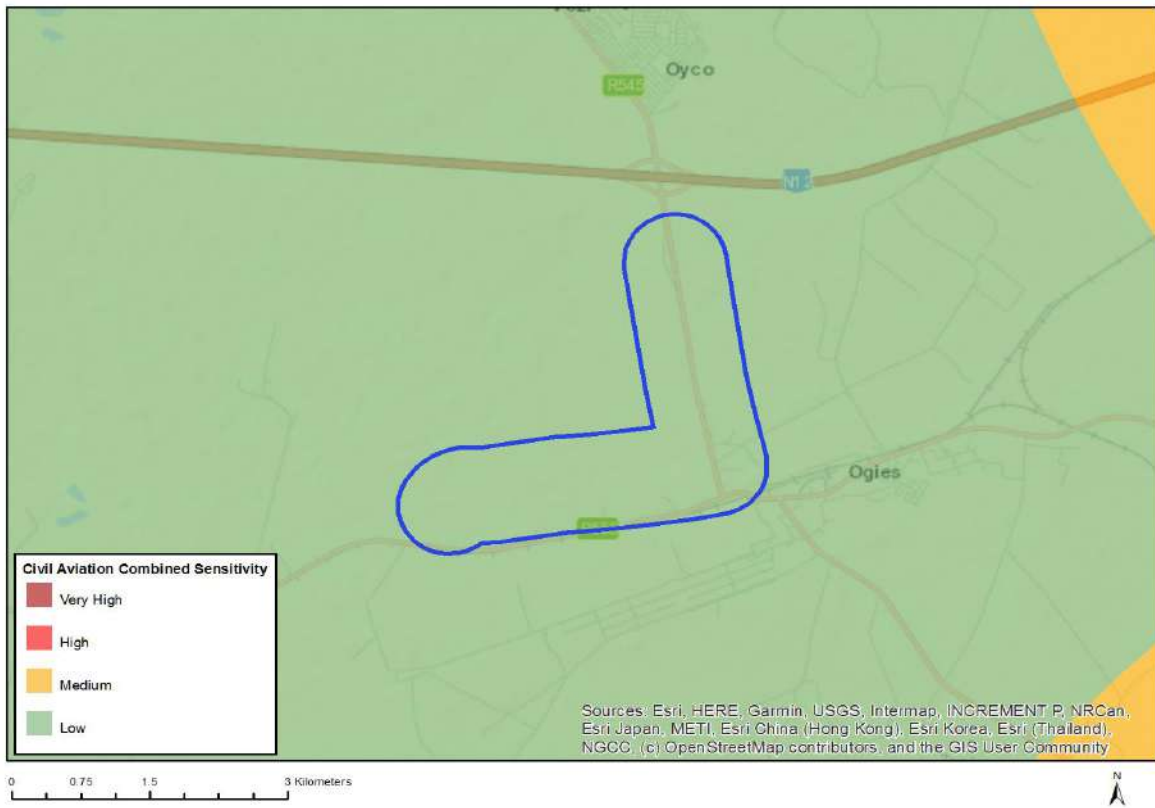 Oyco
R545
N12
Ogies
Civil Aviation Combined Sensitivity
Very High
High
Medium
Low
Sources: Esri, HERE, Garmin, USGS, Intermap, INCREMENT P, NRCan,
Esri Japan, METI, Esri China (Hong Kong), Esri Korea, Esri (Thailand),
NGCC, (c) OpenStreetMap contributors, and the GIS User Community
0 0.75 1.5 3 Kilometers
N